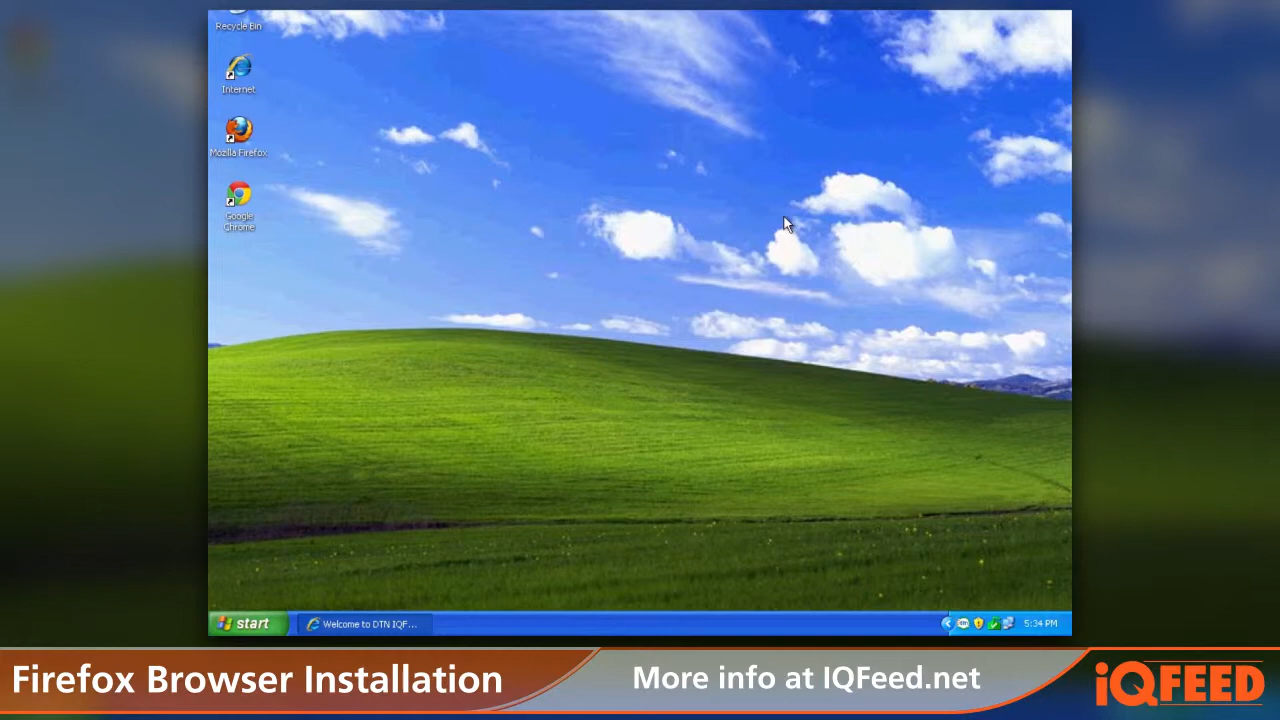 Recycle Bin
Internet
Mozilla Firefox
Google
Chrome
start
Welcome to DTN IQF...
5:34 PM
Firefox Browser Installation
More info at IQFeed.net
iQFEED